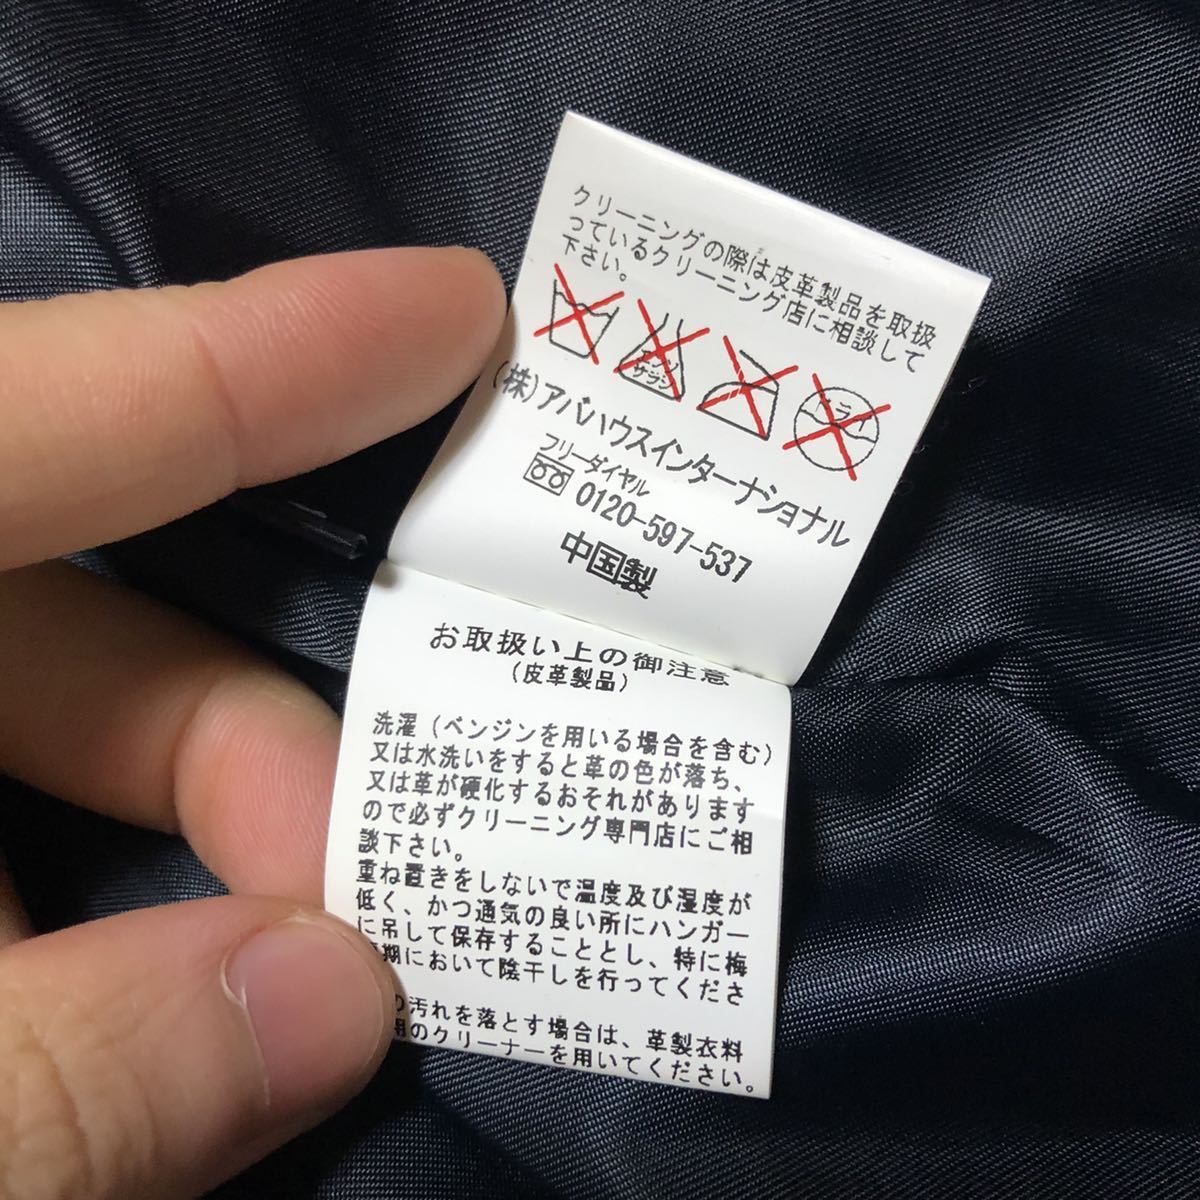 クリーニングの際は皮革製品を取扱
っているクリーニング店に相談して
下さい。
エンソ
サラシ
ドライ
(株)アバハウスインターナショナル
フリーダイヤル
0120-597-537
中国製
お取扱い上の御注意
(皮革製品)
洗濯(ベンジンを用いる場合を含む)
又は水洗いをすると革の色が落ち、
又は革が硬化するおそれがあります
ので必ずクリーニング専門店にご相
談下さい。
重ね置きをしないで温度及び湿度が
低く、かつ通気の良い所にハンガー
に吊して保存することとし、特に梅
期において陰干しを行ってくださ
の汚れを落とす場合は、革製衣料
用のクリーナーを用いてください。